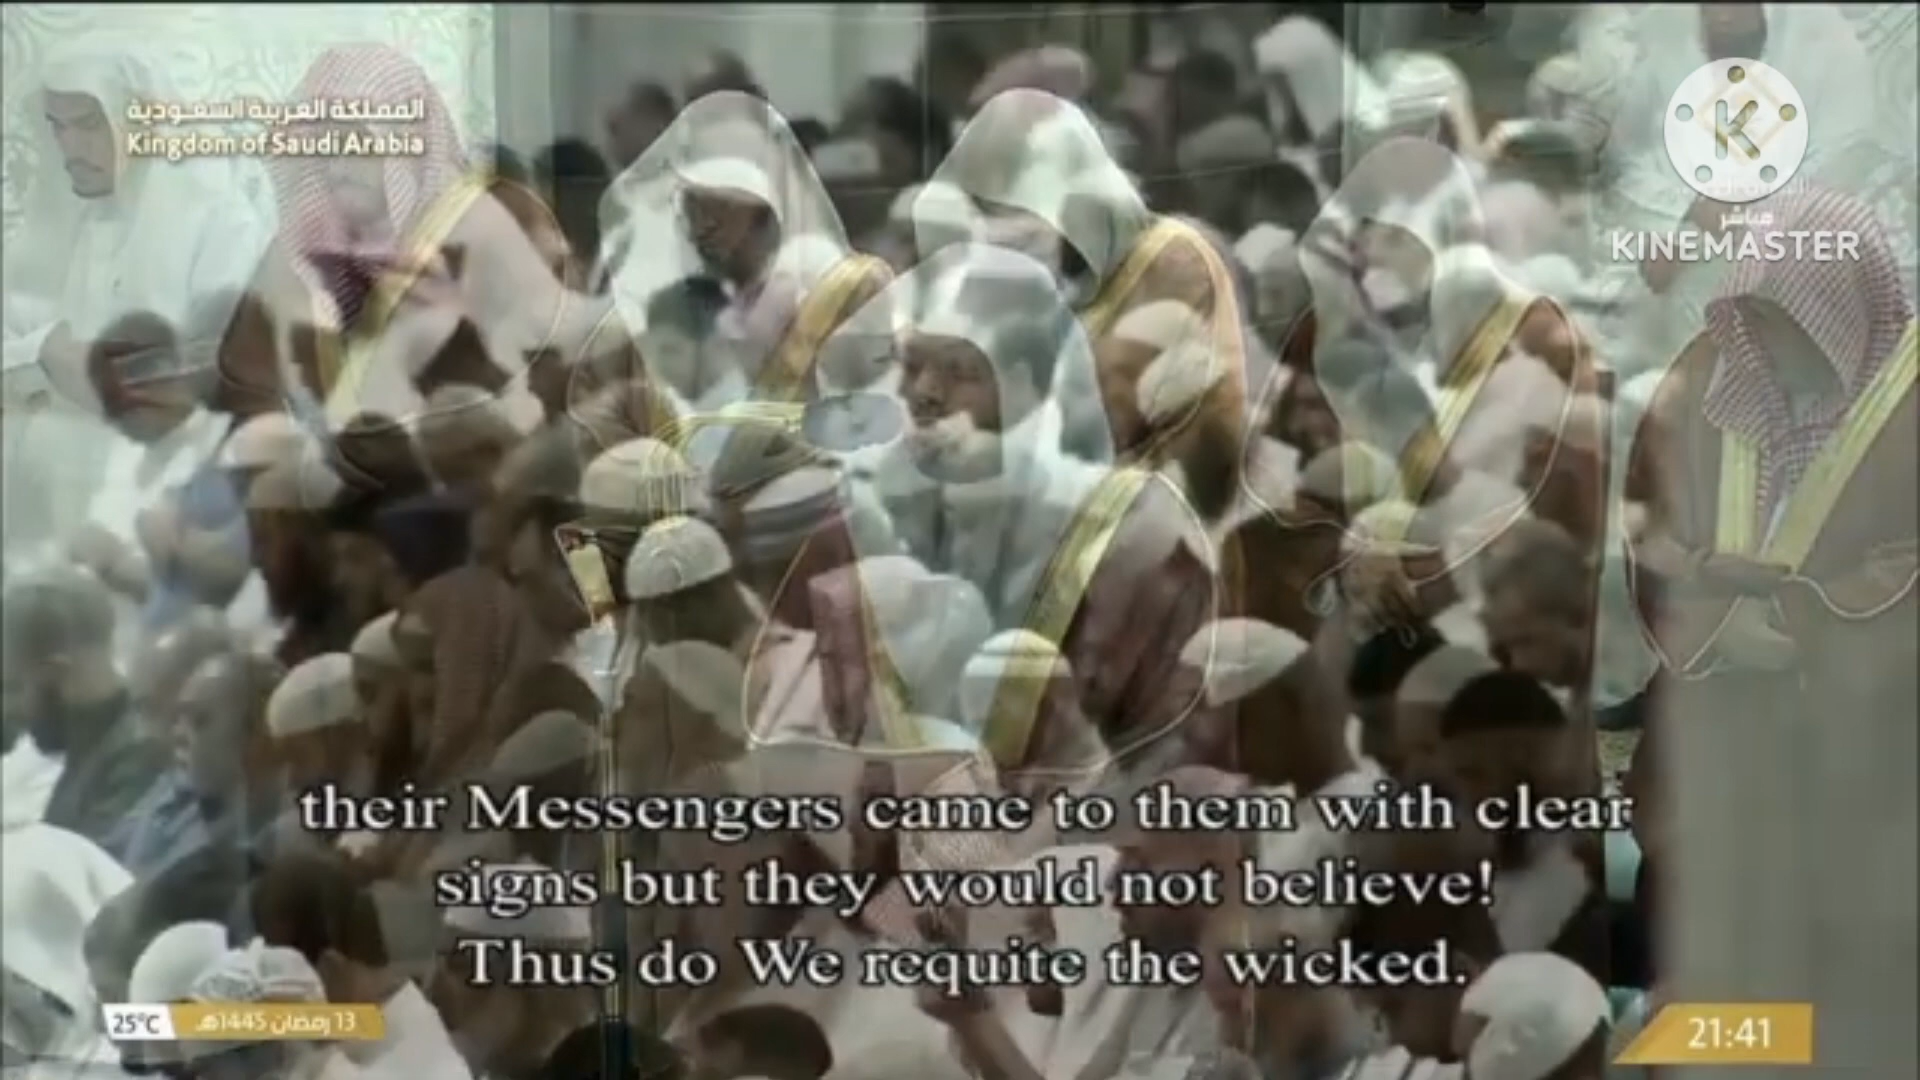 المملكة العربية السعودية
Kingdom of Saudi Arabia
K
مباشر
KINEMASTER
their Messengers came to them with clear
signs but they would not believe!
Thus do We requite the wicked.
25°C
13 رمضان 1445هـ
21:41